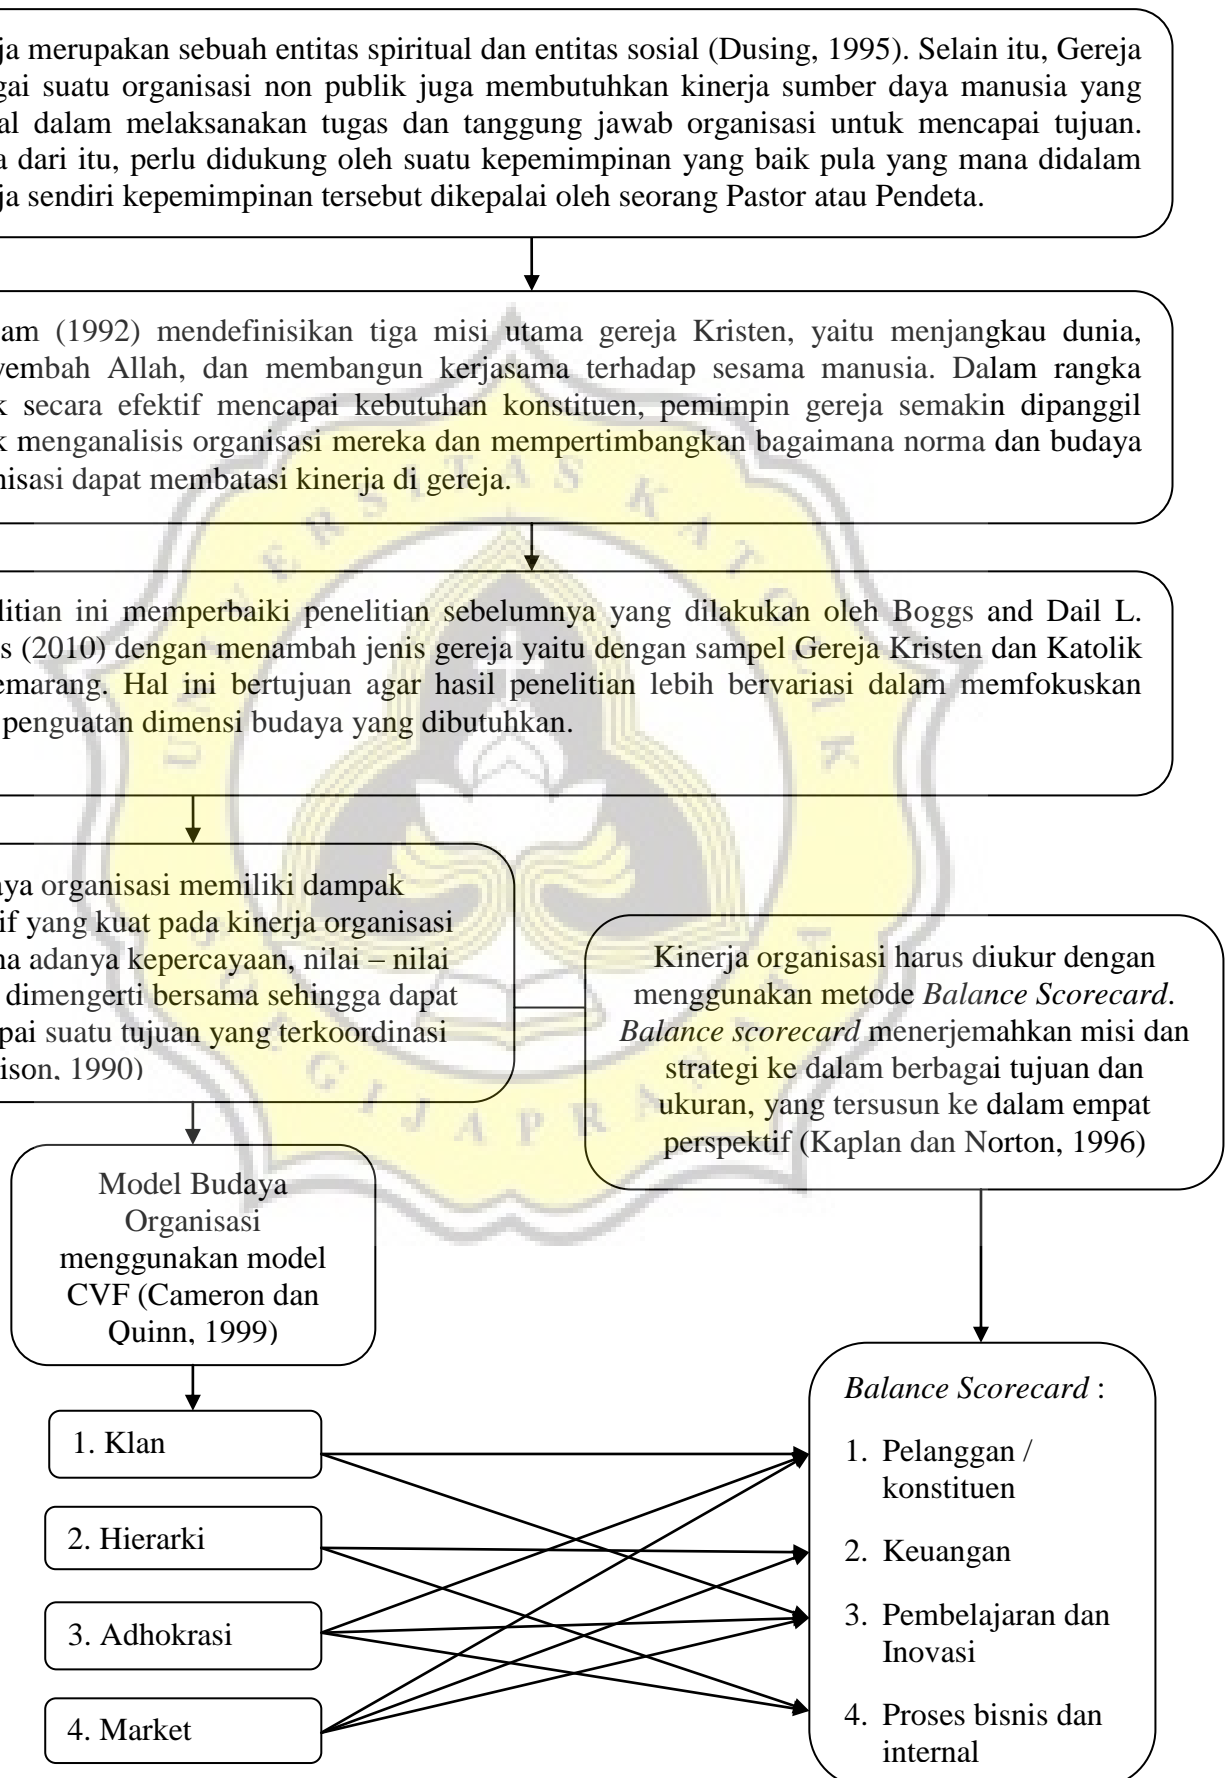 ja merupakan sebuah entitas spiritual dan entitas sosial (Dusing, 1995). Selain itu, Gereja
gai suatu organisasi non publik juga membutuhkan kinerja sumber daya manusia yang
al dalam melaksanakan tugas dan tanggung jawab organisasi untuk mencapai tujuan.
a dari itu, perlu didukung oleh suatu kepemimpinan yang baik pula yang mana didalam
ja sendiri kepemimpinan tersebut dikepalai oleh seorang Pastor atau Pendeta.
am (1992) mendefinisikan tiga misi utama gereja Kristen, yaitu menjangkau dunia,
yembah Allah, dan membangun kerjasama terhadap sesama manusia. Dalam rangka
k secara efektif mencapai kebutuhan konstituen, pemimpin gereja semakin dipanggil
k menganalisis organisasi mereka dan mempertimbangkan bagaimana norma dan budaya
nisasi dapat membatasi kinerja di gereja.
litian ini memperbaiki penelitian sebelumnya yang dilakukan oleh Boggs and Dail L.
s (2010) dengan menambah jenis gereja yaitu dengan sampel Gereja Kristen dan Katolik
emarang. Hal ini bertujuan agar hasil penelitian lebih bervariasi dalam memfokuskan
penguatan dimensi budaya yang dibutuhkan.
aya organisasi memiliki dampak
if yang kuat pada kinerja organisasi
na adanya kepercayaan, nilai – nilai
dimengerti bersama sehingga dapat
pai suatu tujuan yang terkoordinasi
ison, 1990)
Kinerja organisasi harus diukur dengan
menggunakan metode Balance Scorecard.
Balance scorecard menerjemahkan misi dan
strategi ke dalam berbagai tujuan dan
ukuran, yang tersusun ke dalam empat
perspektif (Kaplan dan Norton, 1996)
Model Budaya
Organisasi
menggunakan model
CVF (Cameron dan
Quinn, 1999)
1. Klan
2. Hierarki
3. Adhokrasi
4. Market
Balance Scorecard :
1. Pelanggan /
konstituen
2. Keuangan
3. Pembelajaran dan
Inovasi
4. Proses bisnis dan
internal
UNIVERSITAS KATOLIK
SOEGIJAPRANATA